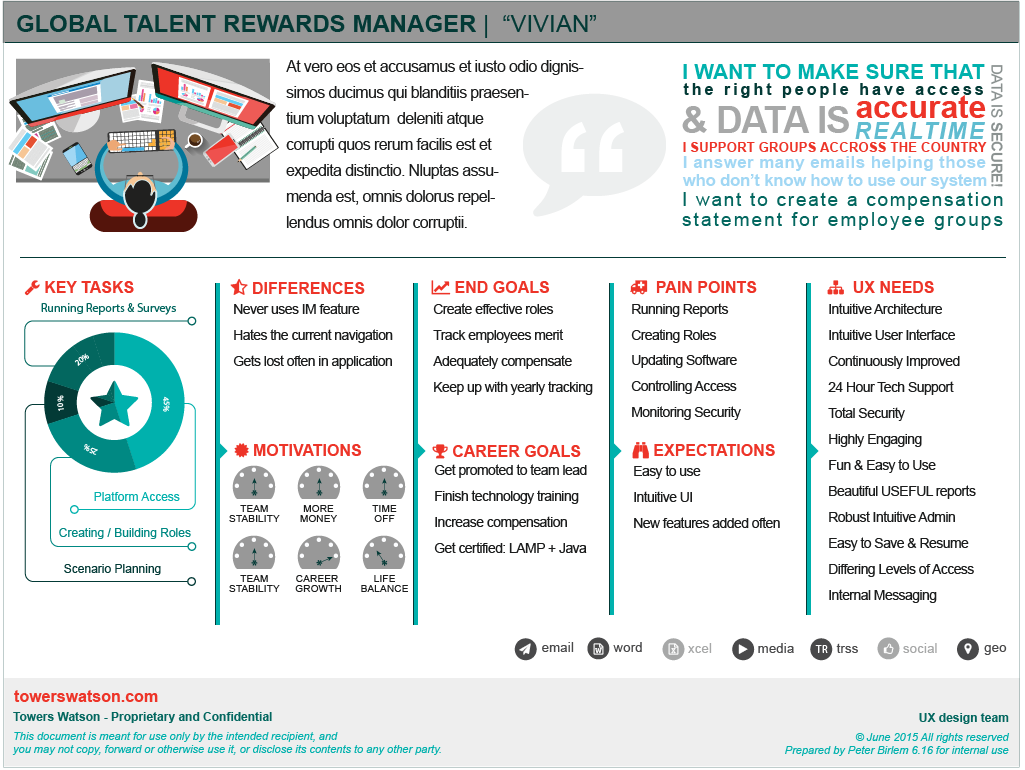 GLOBAL TALENT REWARDS MANAGER | “VIVIAN”
At vero eos et accusamus et iusto odio dignis-
simos ducimus qui blanditiis praesen-
tium voluptatum deleniti atque
corrupti quos rerum facilis est et
expedita distinctio. Nluptas assu-
menda est, omnis dolorus repel-
lendus omnis dolor corruptii.
I WANT TO MAKE SURE THAT
the right people have access
& DATA IS accurate
REALTIME
I SUPPORT GROUPS ACCROSS THE COUNTRY
I answer many emails helping those
who don’t know how to use our system
I want to create a compensation
statement for employee groups
DATA IS SECURE!
KEY TASKS
Running Reports & Surveys
20%
10%
45%
25%
Platform Access
Creating / Building Roles
Scenario Planning
DIFFERENCES
Never uses IM feature
Hates the current navigation
Gets lost often in application
MOTIVATIONS
TEAM
STABILITY
MORE
MONEY
TIME
OFF
TEAM
STABILITY
CAREER
GROWTH
LIFE
BALANCE
END GOALS
Create effective roles
Track employees merit
Adequately compensate
Keep up with yearly tracking
CAREER GOALS
Get promoted to team lead
Finish technology training
Increase compensation
Get certified: LAMP + Java
PAIN POINTS
Running Reports
Creating Roles
Updating Software
Controlling Access
Monitoring Security
EXPECTATIONS
Easy to use
Intuitive UI
New features added often
UX NEEDS
Intuitive Architecture
Intuitive User Interface
Continuously Improved
24 Hour Tech Support
Total Security
Highly Engaging
Fun & Easy to Use
Beautiful USEFUL reports
Robust Intuitive Admin
Easy to Save & Resume
Differing Levels of Access
Internal Messaging
email
word
xcel
media
TR trss
social
geo
towerswatson.com
Towers Watson - Proprietary and Confidential
This document is meant for use only by the intended recipient, and
you may not copy, forward or otherwise use it, or disclose its contents to any other party.
UX design team
© June 2015 All rights reserved
Prepared by Peter Birlem 6.16 for internal use